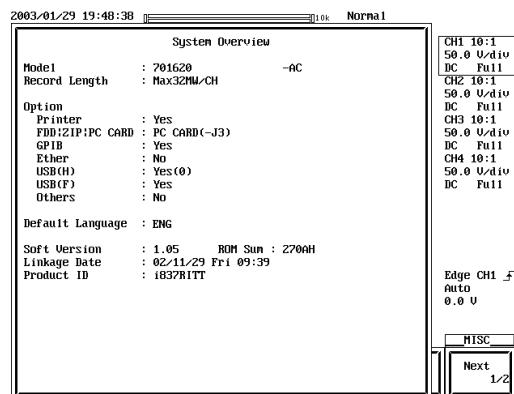 2003/01/29 19:48:38 10k Normal
System Overview
Model : 701620 -AC
Record Length : Max32MW/CH
Option
Printer : Yes
FDD¦ZIP¦PC CARD : PC CARD(-J3)
GPIB : Yes
Ether : No
USB(H) : Yes(0)
USB(F) : Yes
Others : No
Default Language : ENG
Soft Version : 1.05 ROM Sum : 270AH
Linkage Date : 02/11/29 Fri 09:39
Product ID : i837RITT
CH1 10:1
50.0 V/div
DC Full
CH2 10:1
50.0 V/div
DC Full
CH3 10:1
50.0 V/div
DC Full
CH4 10:1
50.0 V/div
DC Full
Edge CH1
Auto
0.0 V
MISC
Next
1/2